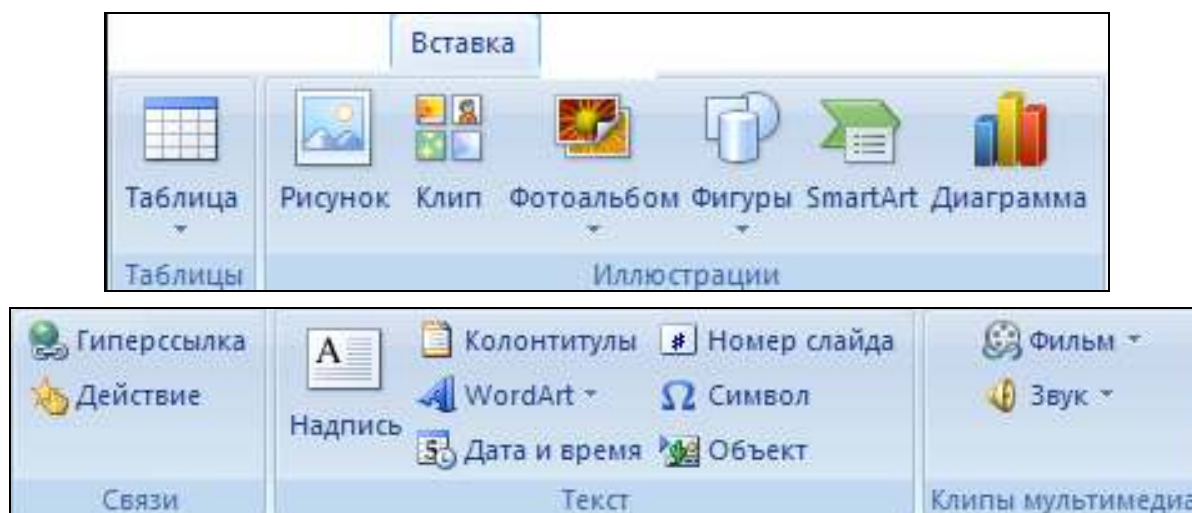 Вставка
Таблица Рисунок Клип Фотоальбом Фигуры SmartArt Диаграмма
Таблицы Иллюстрации
Гиперссылка Колонтитулы # Номер слайда Фильм
Действие A WordArt Символ Звук
Надпись 5 Дата и время Объект
Связи Текст Клипы мультимедиа